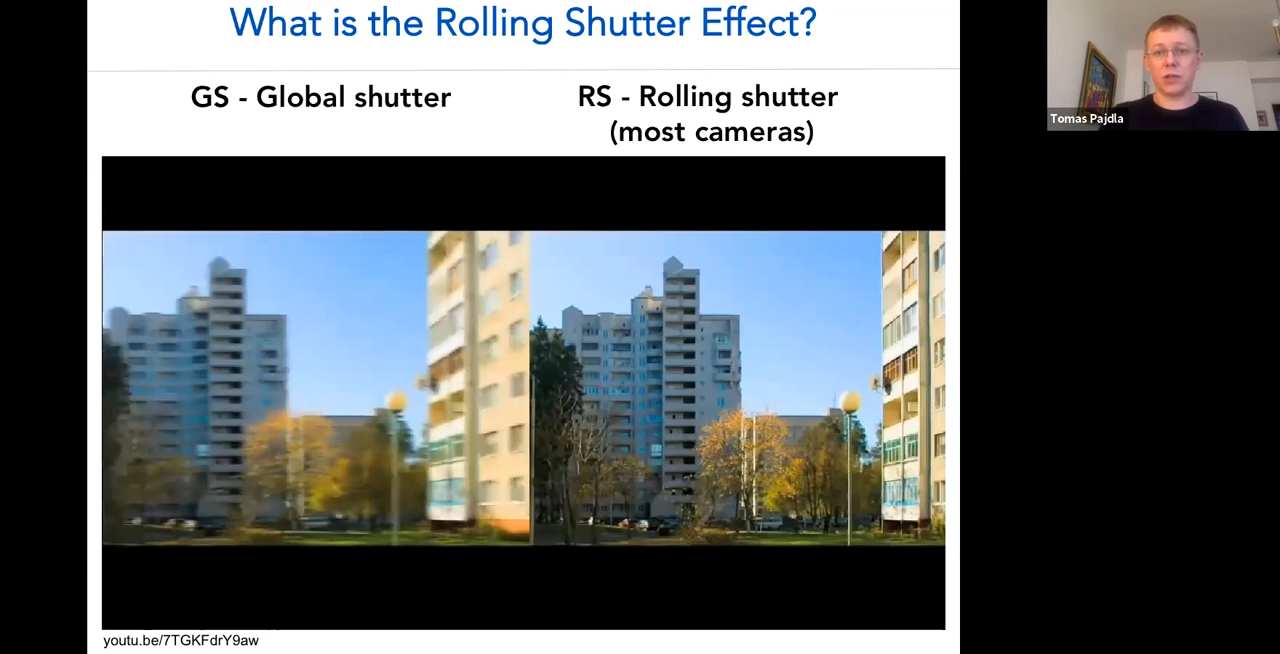 What is the Rolling Shutter Effect?
GS - Global shutter
RS - Rolling shutter
(most cameras)
Tomas Pajdla
youtu.be/7TGKFdrY9aw